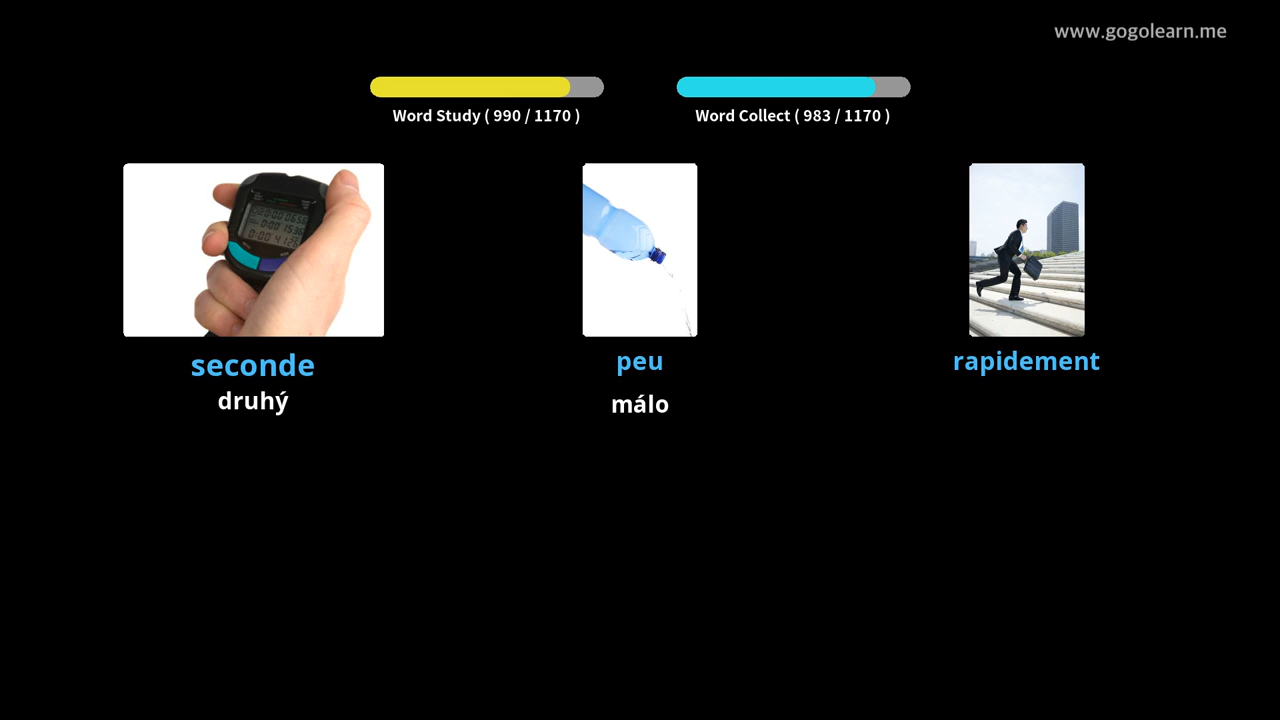 www.gogolearn.me
Word Study ( 990 / 1170 )
Word Collect ( 983 / 1170 )
seconde
druhý
peu
málo
rapidement